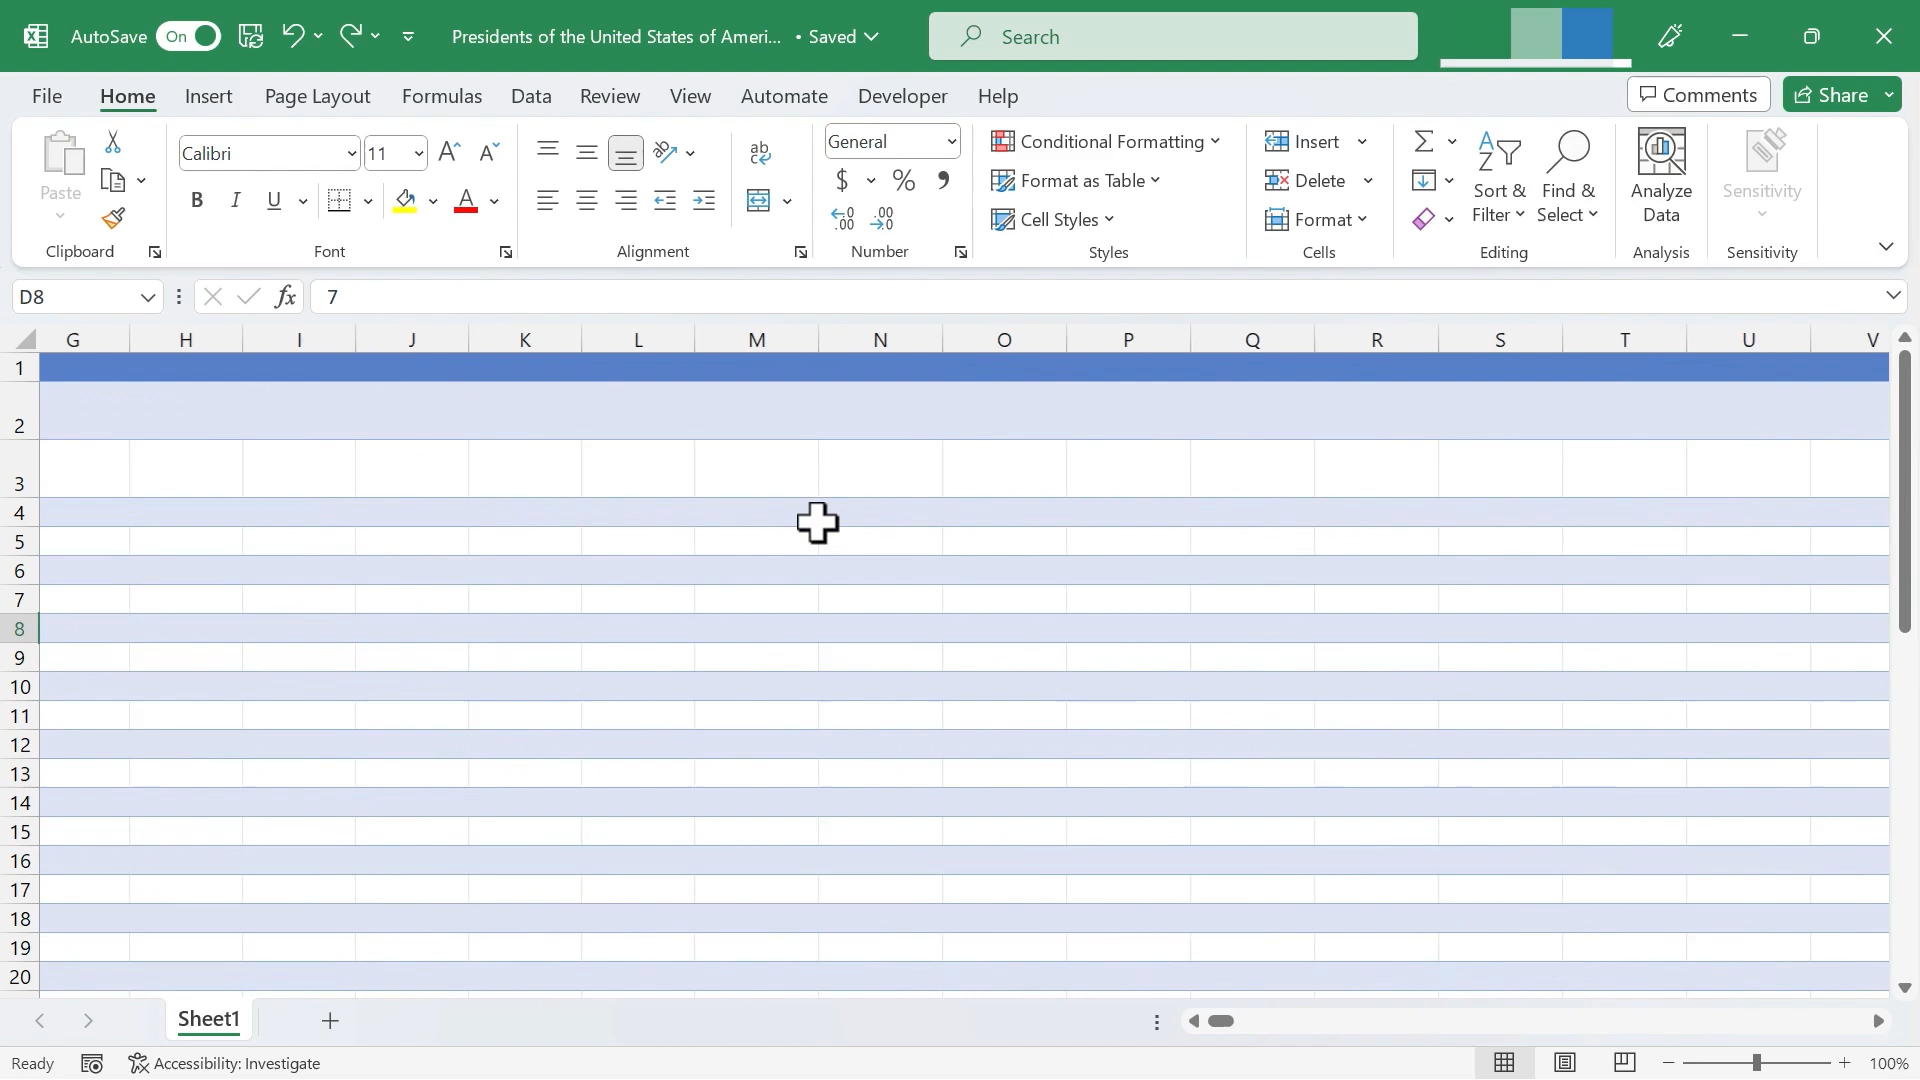 AutoSave On Presidents of the United States of Ameri... • Saved Search
File Home Insert Page Layout Formulas Data Review View Automate Developer Help Comments Share
Paste Calibri 11 General Conditional Formatting Insert
B I U $ % Format as Table Delete Sort & Filter Find & Select Analyze Data Sensitivity
Cell Styles Format
Clipboard Font Alignment Number Styles Cells Editing Analysis Sensitivity
D8 fx 7
G H I J K L M N O P Q R S T U V
1
2
3
4
5
6
7
8
9
10
11
12
13
14
15
16
17
18
19
20
Sheet1
Ready Accessibility: Investigate 100%